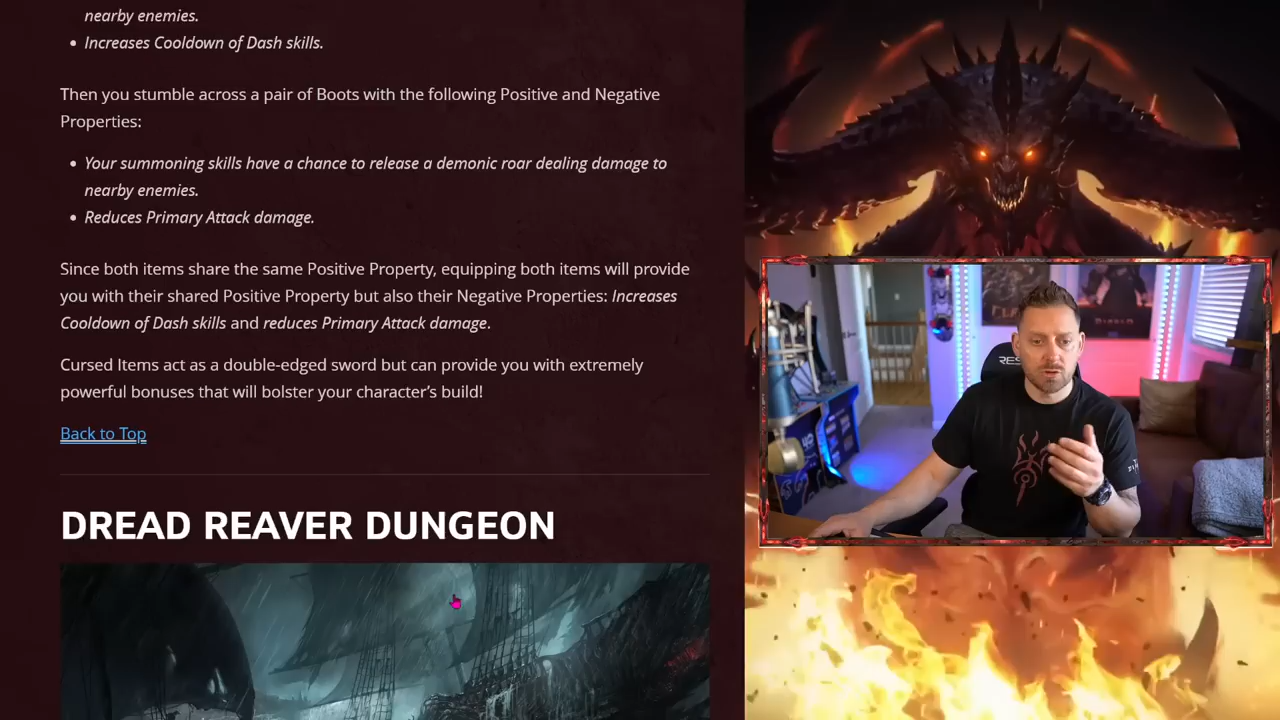 nearby enemies.
• Increases Cooldown of Dash skills.
Then you stumble across a pair of Boots with the following Positive and Negative
Properties:
• Your summoning skills have a chance to release a demonic roar dealing damage to
nearby enemies.
• Reduces Primary Attack damage.
Since both items share the same Positive Property, equipping both items will provide
you with their shared Positive Property but also their Negative Properties: Increases
Cooldown of Dash skills and reduces Primary Attack damage.
Cursed Items act as a double-edged sword but can provide you with extremely
powerful bonuses that will bolster your character’s build!
Back to Top
DREAD REAVER DUNGEON